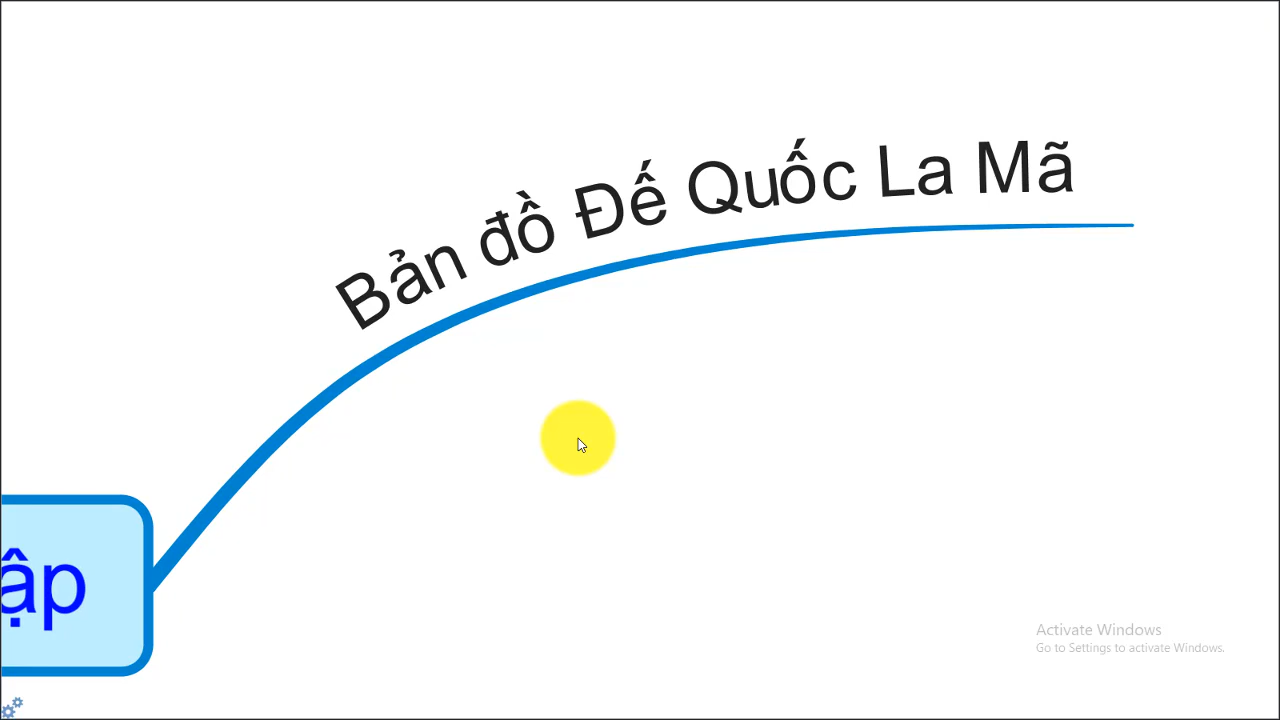 Bản đồ Đế Quốc La Mã
ập
Activate Windows
Go to Settings to activate Windows.